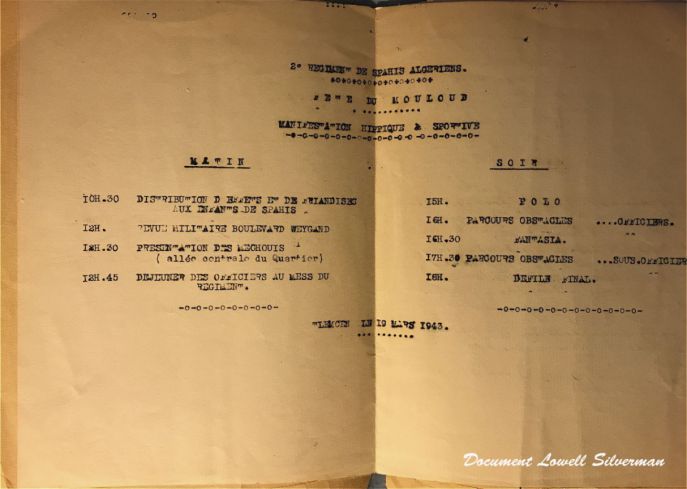 2° REGIMENT DE SPAHIS ALGERIENS.
FETE DU MOULOUD
MANIFESTATION HIPPIQUE & SPORTIVE
MATIN
10H.30 DISTRIBUTION D EFFETS ET DE FRIANDISES
AUX ENFANTS DE SPAHIS
12H. REVUE MILITAIRE BOULEVARD WEYGAND
12H.30 PRESENTATION DES MECHOUIS
( allée centrale du Quartier)
12H.45 DEJEUNER DES OFFICIERS AU MESS DU
REGIMENT.
SOIR
15H. POLO
16H. PARCOURS OBSTACLES ....OFFICIERS.
16H.30 FANTASIA.
17H.30 PARCOURS OBSTACLES ...SOUS.OFFICIER
18H. DEFILE FINAL.
TLEMCEN LE 19 MARS 1943.
Document Lowell Silverman